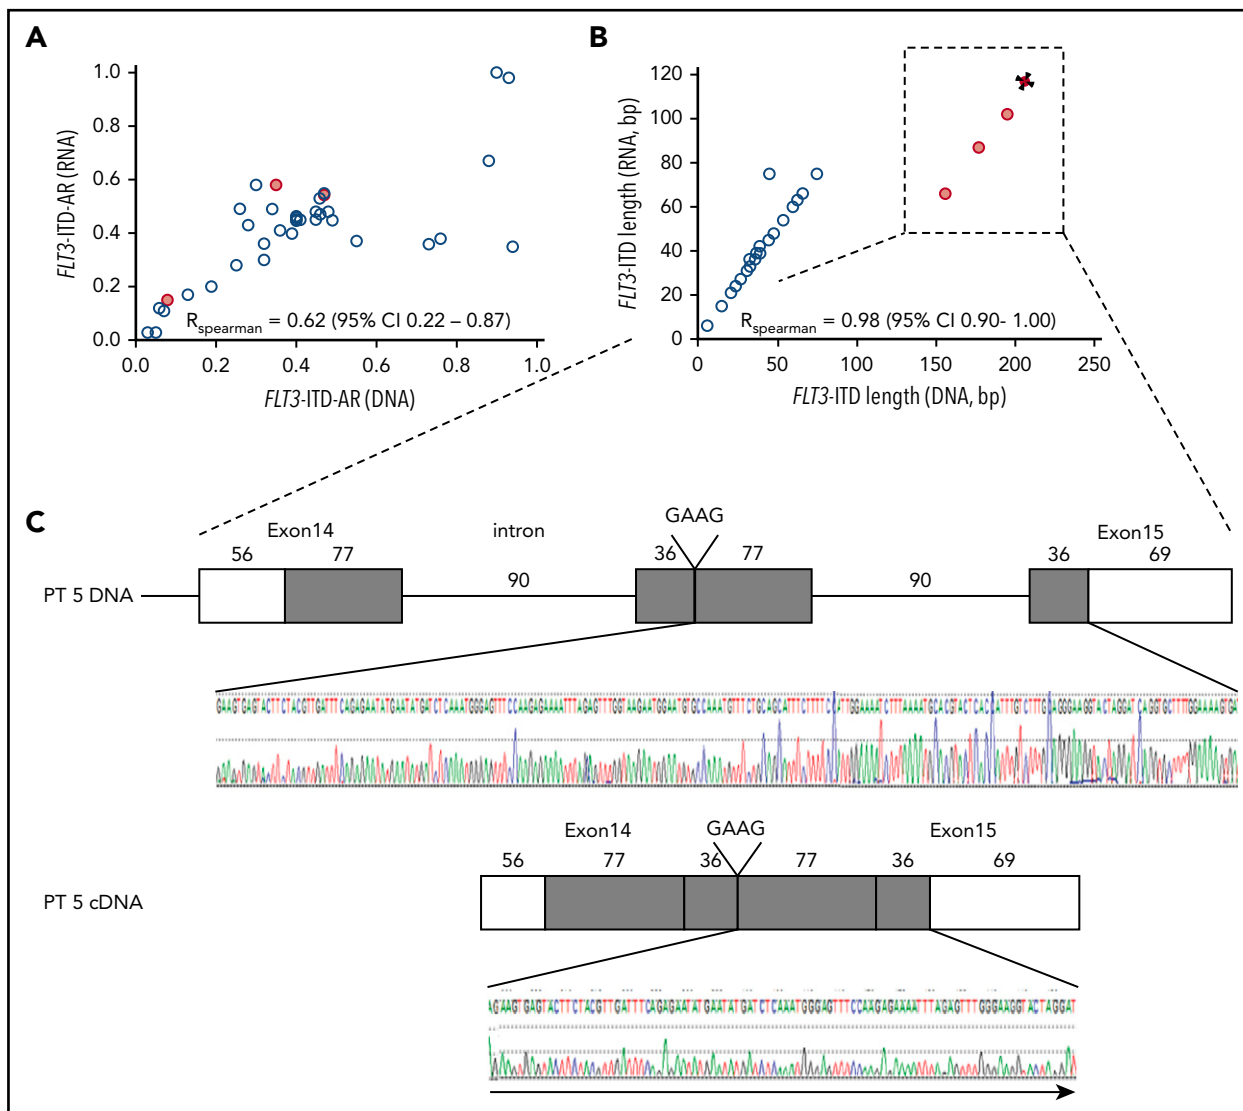 A
B
1.0
0.8
0.6
0.4
0.2
0.0
FLT3-ITD-AR (RNA)
R_spearman = 0.62 (95% CI 0.22 – 0.87)
0.0 0.2 0.4 0.6 0.8 1.0
FLT3-ITD-AR (DNA)
120
100
80
60
40
20
0
FLT3-ITD length (RNA, bp)
R_spearman = 0.98 (95% CI 0.90- 1.00)
0 50 100 150 200 250
FLT3-ITD length (DNA, bp)
C
Exon14 intron GAAG Exon15
56 77 90 36 77 90 36 69
PT 5 DNA
Exon14 GAAG Exon15
56 77 36 77 36 69
PT 5 cDNA